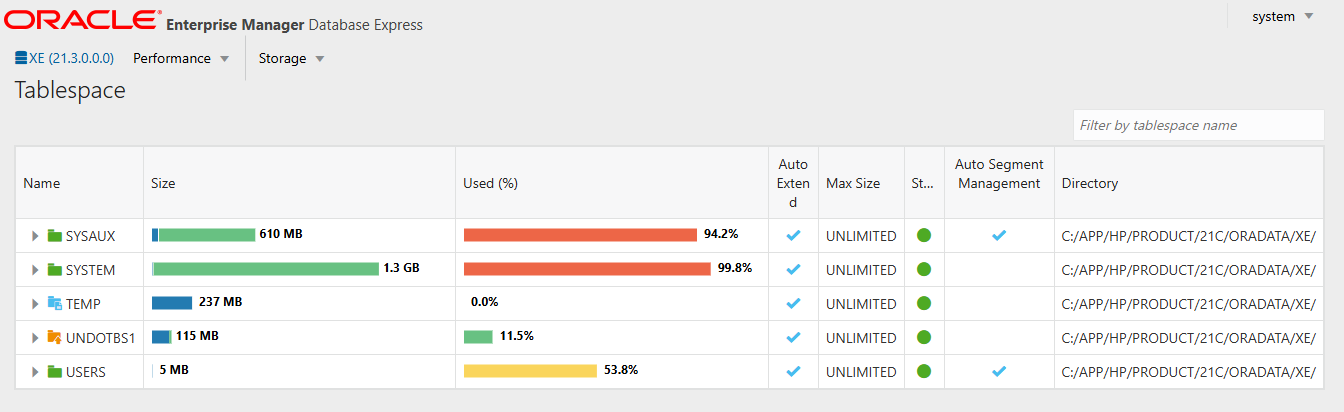 ORACLE® Enterprise Manager Database Express
system
XE (21.3.0.0.0) Performance Storage
Tablespace
Filter by tablespace name
Name Size Used (%) Auto Exten d Max Size St... Auto Segment Management Directory
SYSAUX 610 MB 94.2% UNLIMITED C:/APP/HP/PRODUCT/21C/ORADATA/XE/
SYSTEM 1.3 GB 99.8% UNLIMITED C:/APP/HP/PRODUCT/21C/ORADATA/XE/
TEMP 237 MB 0.0% UNLIMITED C:/APP/HP/PRODUCT/21C/ORADATA/XE/
UNDOTBS1 115 MB 11.5% UNLIMITED C:/APP/HP/PRODUCT/21C/ORADATA/XE/
USERS 5 MB 53.8% UNLIMITED C:/APP/HP/PRODUCT/21C/ORADATA/XE/